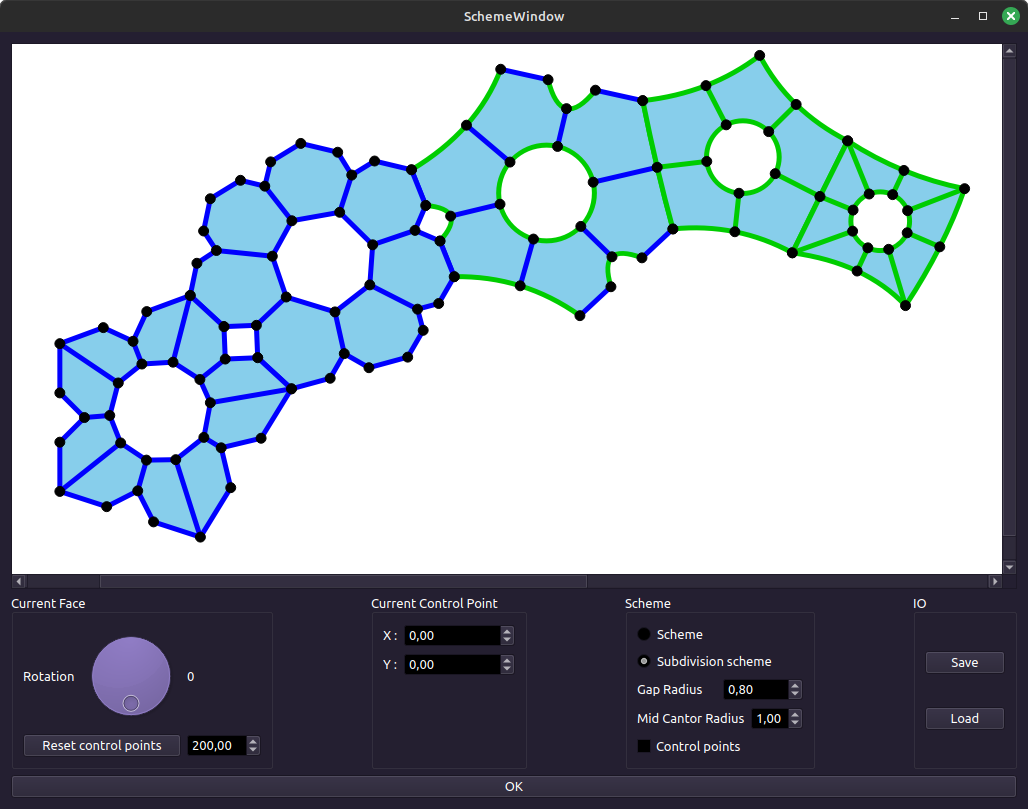 SchemeWindow
Current Face
Current Control Point
Scheme
IO
X : 0,00
Scheme
Y : 0,00
Subdivision scheme
Save
Rotation
0
Gap Radius 0,80
Mid Cantor Radius 1,00
Load
Reset control points 200,00
Control points
OK